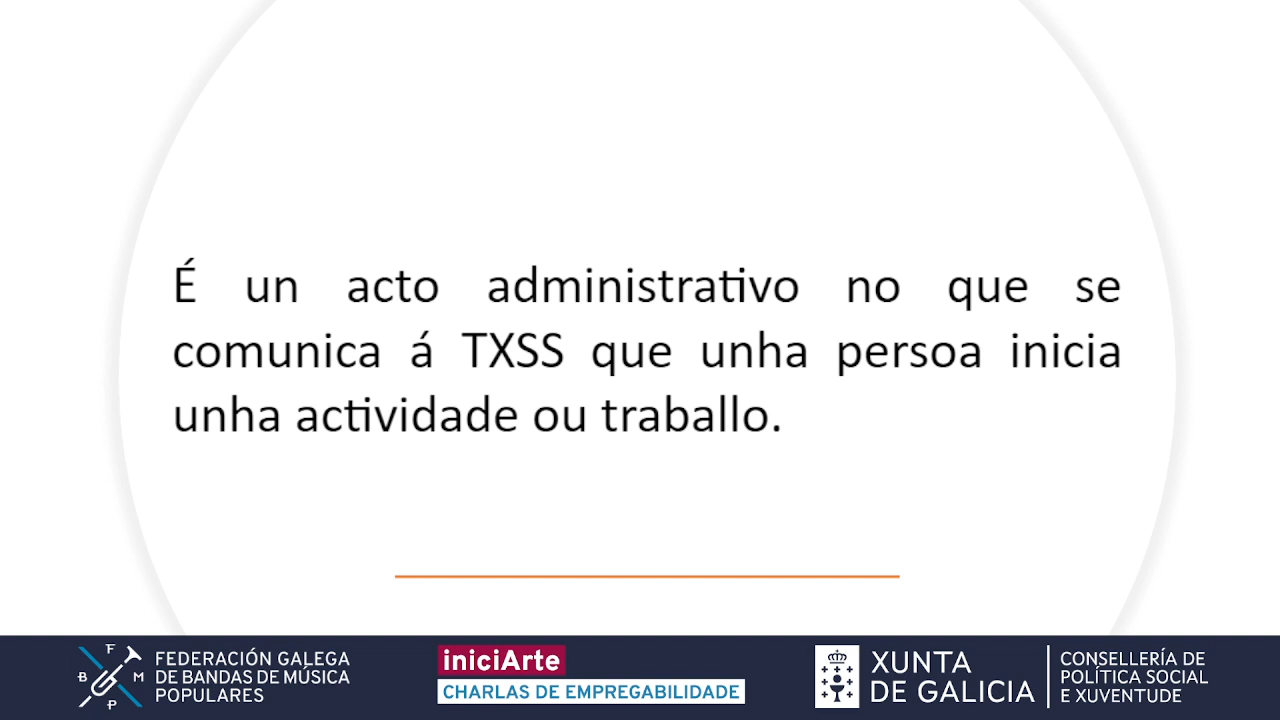 É un acto administrativo no que se
comunica á TXSS que unha persoa inicia
unha actividade ou traballo.
F
B M
P
FEDERACIÓN GALEGA
DE BANDAS DE MÚSICA
POPULARES
iniciArte
CHARLAS DE EMPREGABILIDADE
XUNTA
DE GALICIA
CONSELLERÍA DE
POLÍTICA SOCIAL
E XUVENTUDE